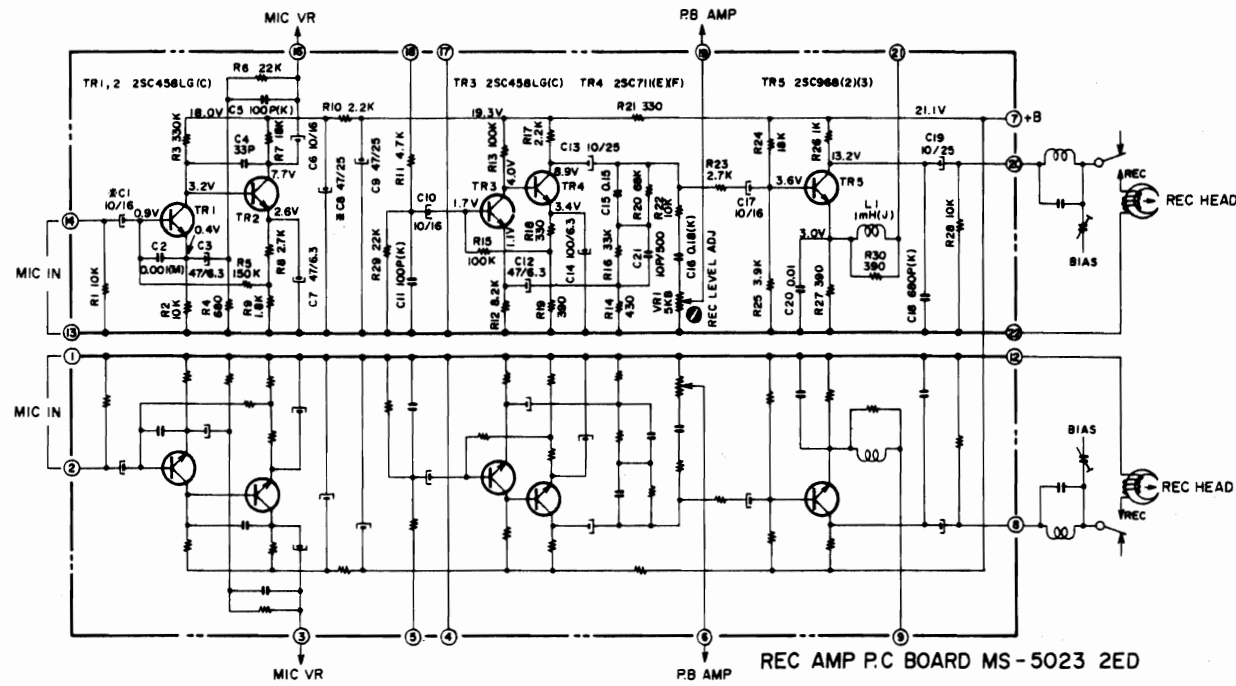 MIC VR
P.B AMP
15
18
17
19
21
R6 22K
TR1, 2 2SC458LG(C)
TR3 2SC458LG(C)
TR4 2SC711(E)(F)
TR5 2SC968(2)(3)
C5 100P(K)
18.0V
R10 2.2K
19.3V
R21 330
21.1V
7 +B
R3 330K
C4 33P
R7 18K
C6 10/16
※C8 47/25
C9 47/25
R11 4.7K
R13 100K
R17 2.2K
C13 10/25
R24 18K
R26 1K
C19 10/25
20
7.7V
4.0V
8.9V
13.2V
※C1 10/16
3.2V
TR1
TR2
0.9V
2.6V
0.4V
C2 0.001(M)
C3 47/6.3
R8 2.7K
C7 47/6.3
R5 150K
R29 22K
C10 10/16
C11 100P(K)
1.7V
TR3
TR4
3.4V
1.1V
R18 330
R15 100K
C12 47/6.3
C14 100/6.3
C15 0.15
R20 68K
R22 10K
R16 33K
C21 10P/500
C16 0.18(K)
R23 2.7K
C17 10/16
3.6V
TR5
3.0V
L1 1mH(J)
R30 390
R28 10K
REC
REC HEAD
BIAS
14
MIC IN
R1 10K
R2 10K
R4 680
R9 1.8K
R12 8.2K
R19 390
R14 430
VR1 5KB
REC LEVEL ADJ
R25 3.9K
C20 0.01
R27 390
C18 680P(K)
13
22
1
12
MIC IN
2
BIAS
REC
REC HEAD
8
3
5
4
6
9
MIC VR
P.B AMP
REC AMP P.C BOARD MS-5023 2ED